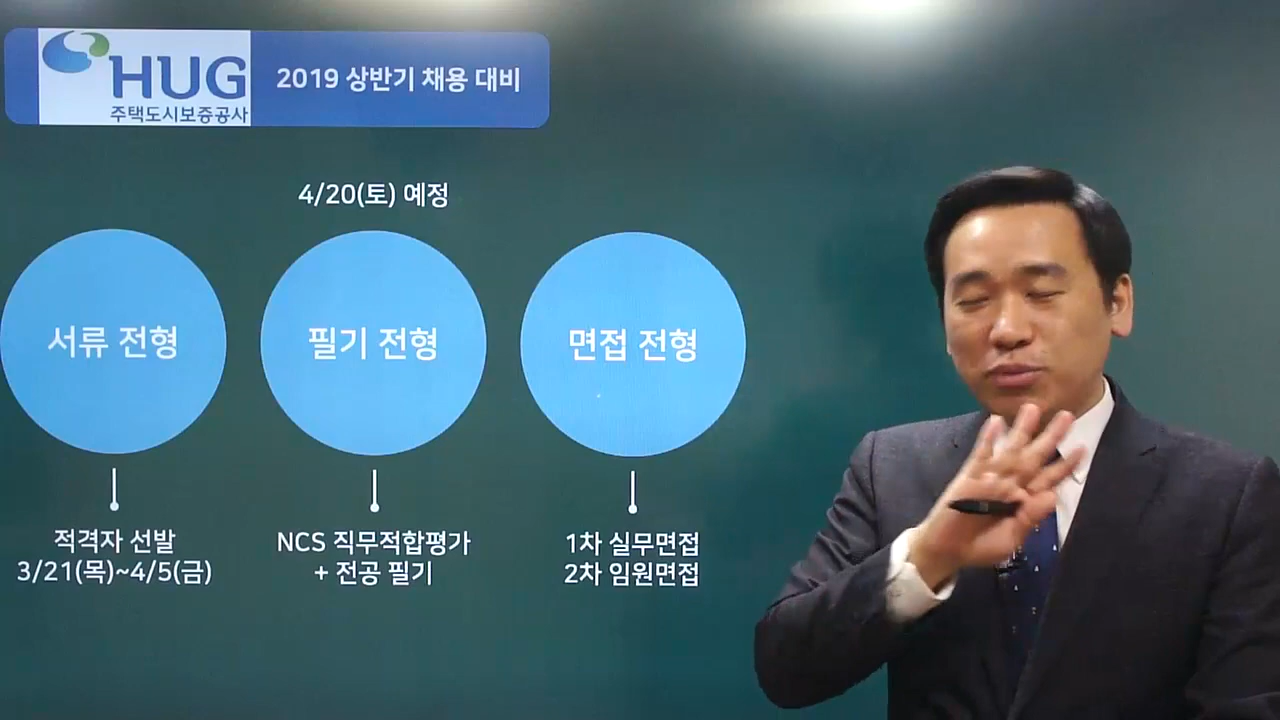 HUG
주택도시보증공사
2019 상반기 채용 대비
4/20(토) 예정
서류 전형
필기 전형
면접 전형
적격자 선발
3/21(목)~4/5(금)
NCS 직무적합평가
+ 전공 필기
1차 실무면접
2차 임원면접